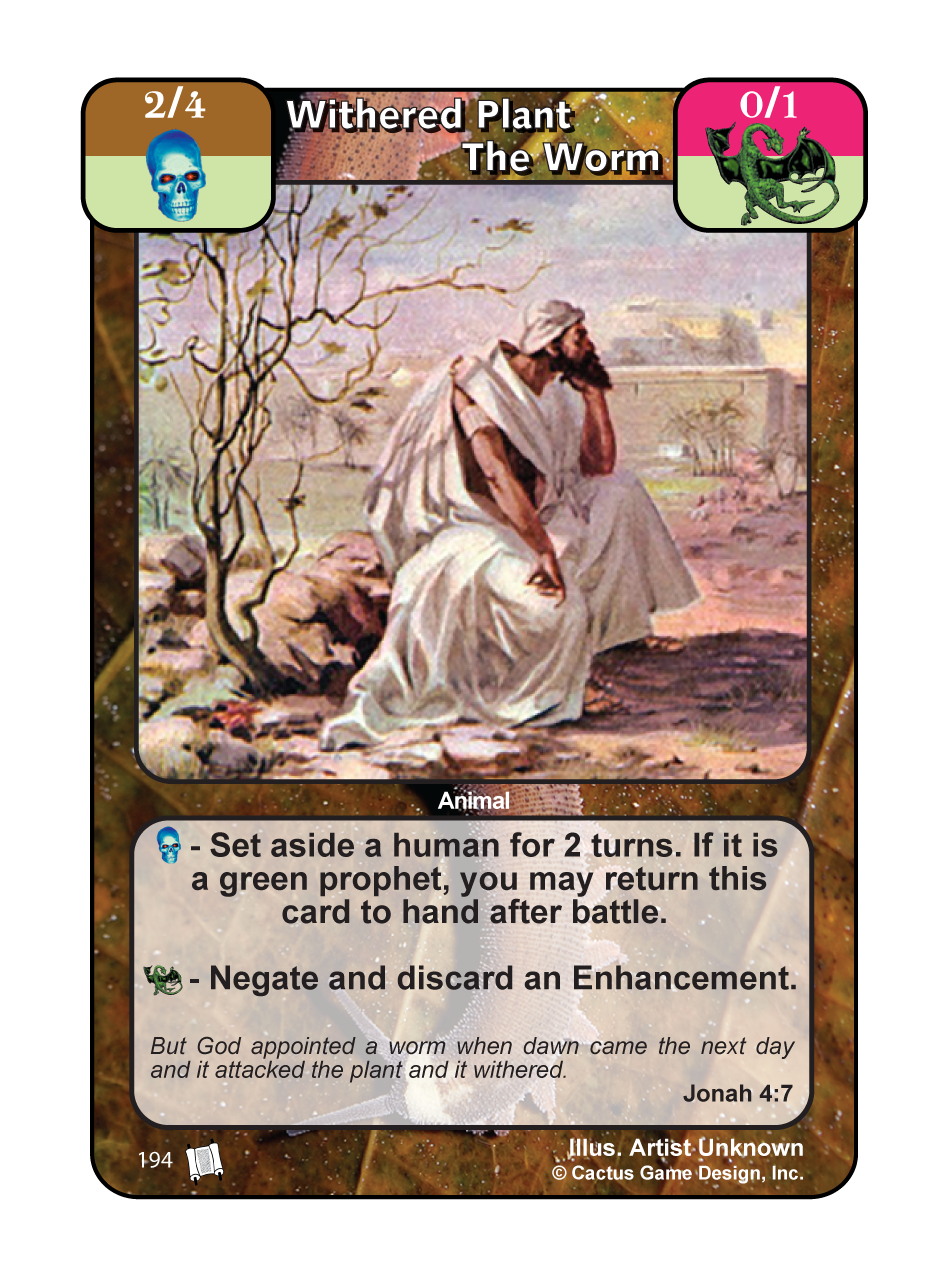 2/4
Withered Plant
The Worm
0/1
Animal
- Set aside a human for 2 turns. If it is
a green prophet, you may return this
card to hand after battle.
- Negate and discard an Enhancement.
But God appointed a worm when dawn came the next day
and it attacked the plant and it withered.
Jonah 4:7
194
Illus. Artist Unknown
© Cactus Game Design, Inc.